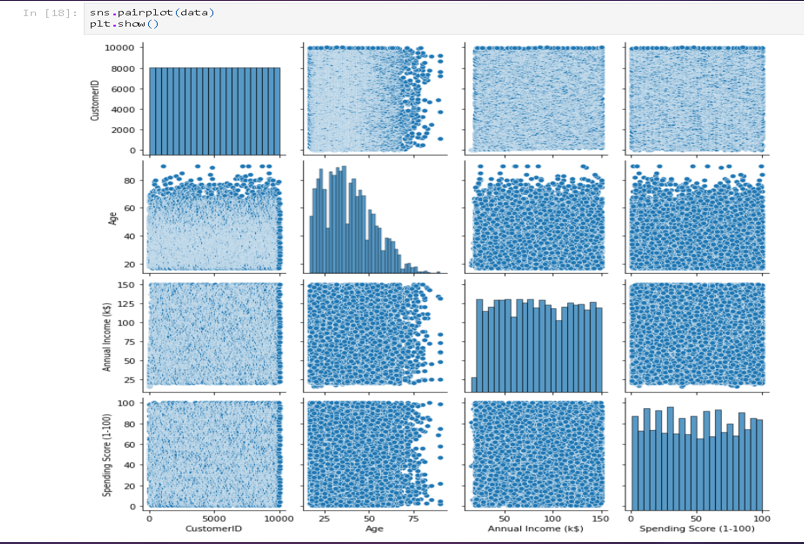 In [18]: sns.pairplot(data)
plt.show()
10000
8000
6000
4000
2000
0
CustomerID
80
60
40
20
Age
150
125
100
75
50
25
Annual Income (k$)
100
80
60
40
20
0
Spending Score (1-100)
0 5000 10000 25 50 75 50 100 150 0 50 100
CustomerID Age Annual Income (k$) Spending Score (1-100)